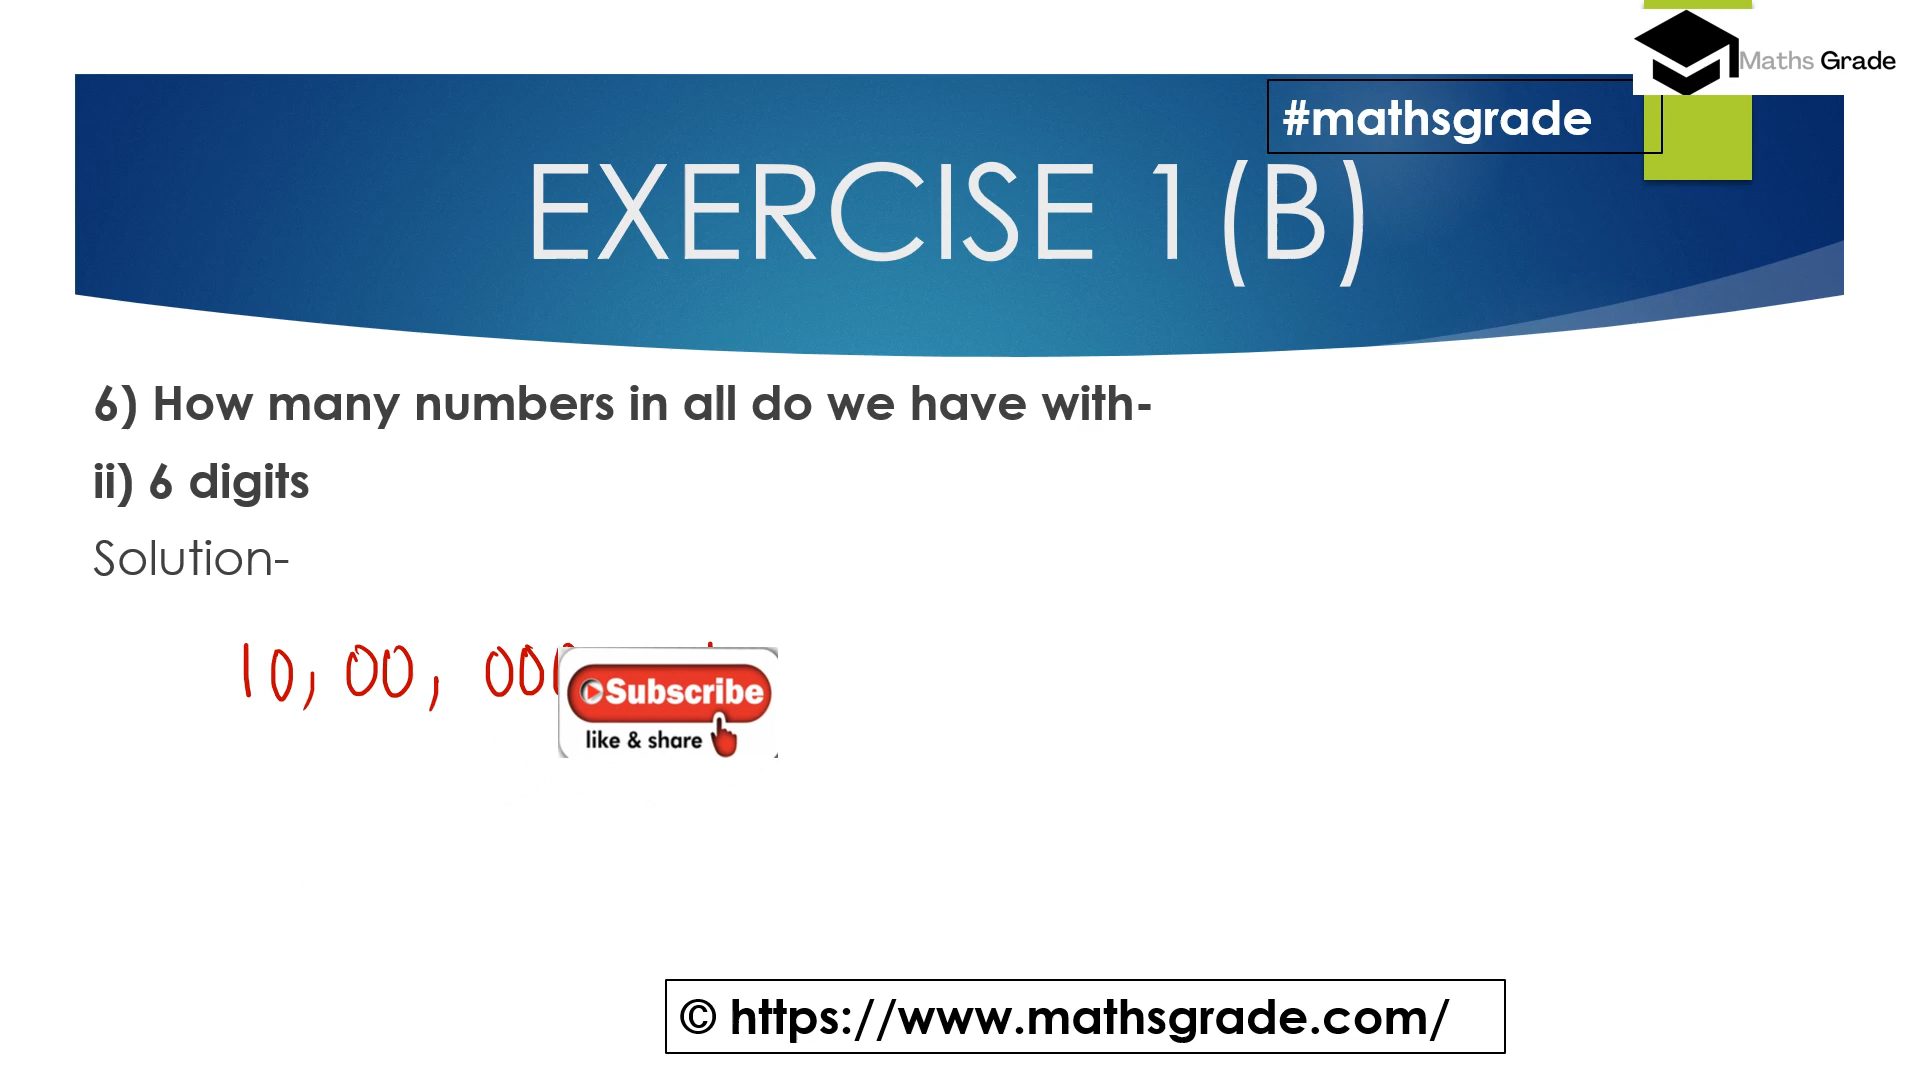 Maths Grade
#mathsgrade
EXERCISE 1(B)
6) How many numbers in all do we have with-
ii) 6 digits
Solution-
10, 00, 000
Subscribe
like & share
© https://www.mathsgrade.com/